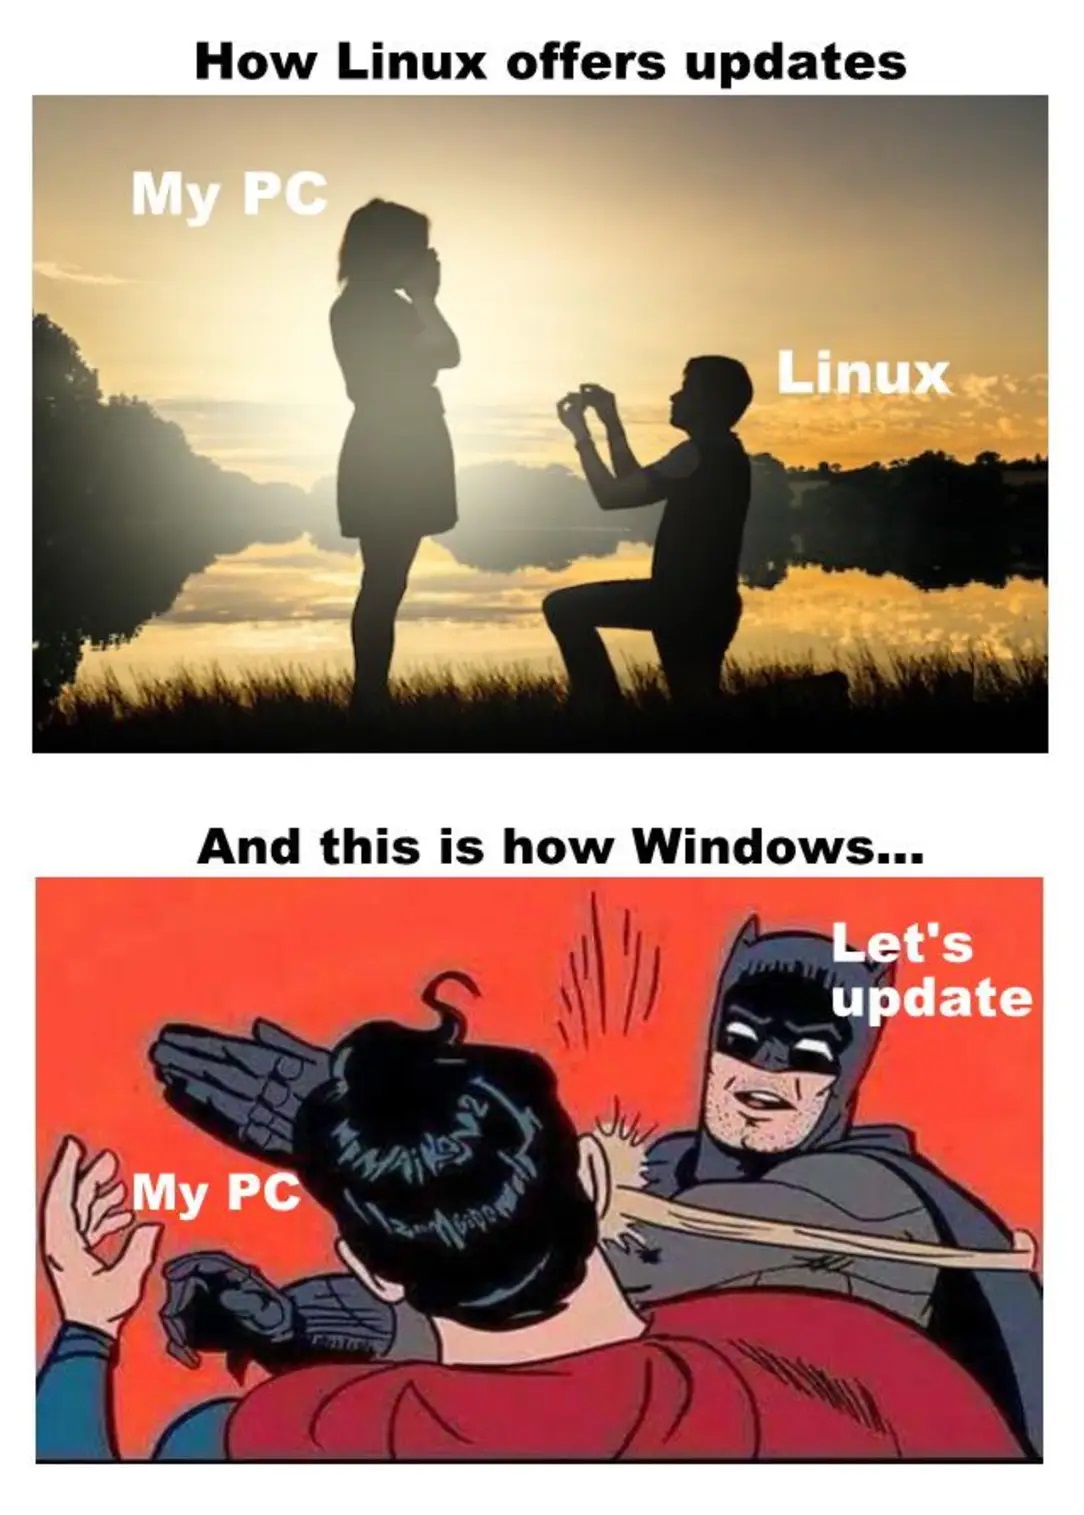 How Linux offers updates
My PC
Linux
And this is how Windows...
Let's
update
My PC